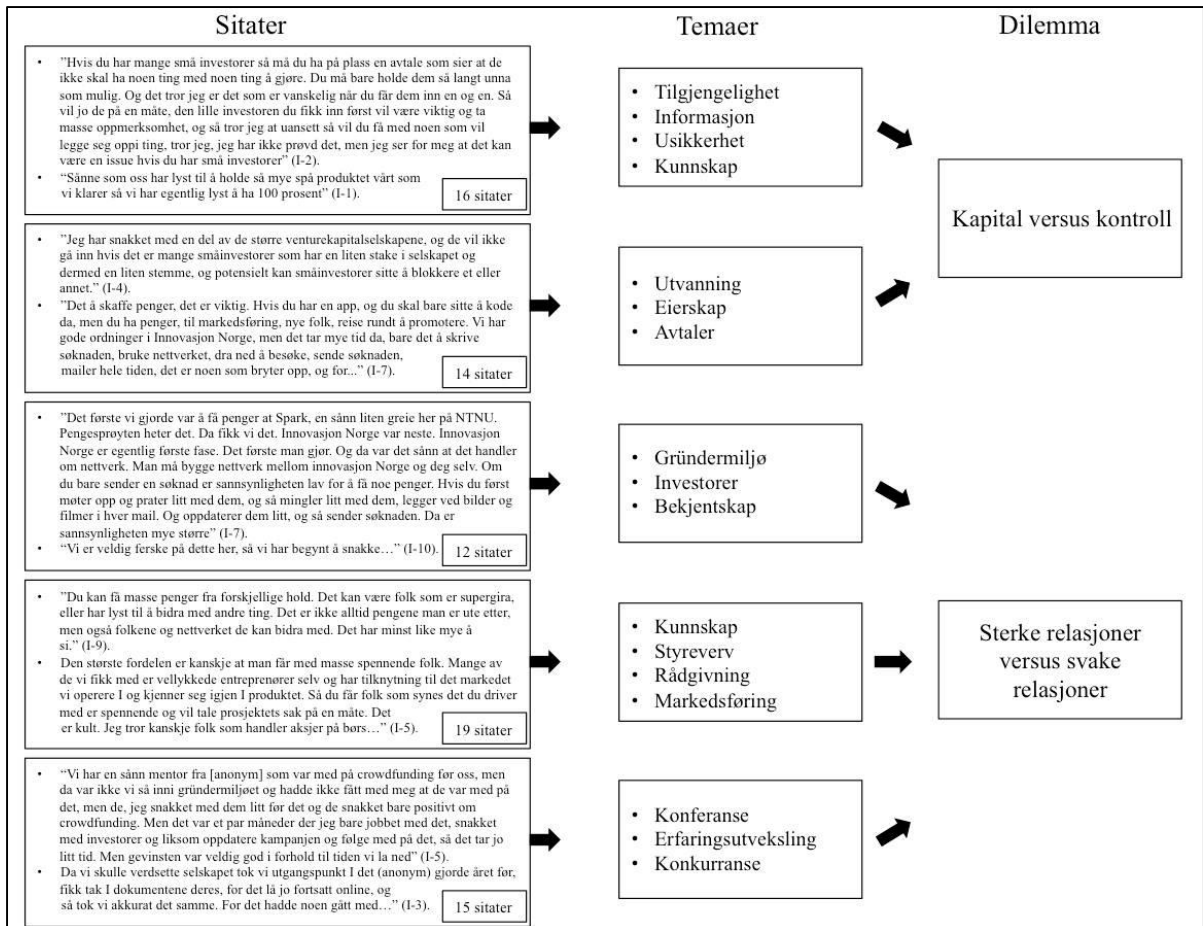 Sitater
Temaer
Dilemma
• ”Hvis du har mange små investorer så må du ha på plass en avtale som sier at de
ikke skal ha noen ting med noen ting å gjøre. Du må bare holde dem så langt unna
som mulig. Og det tror jeg er det som er vanskelig når du får dem inn en og en. Så
vil jo de på en måte, den lille investoren du fikk inn først vil være viktig og ta
masse oppmerksomhet, og så tror jeg at uansett så vil du få med noen som vil
legge seg oppi ting, tror jeg, jeg har ikke prøvd det, men jeg ser for meg at det kan
være en issue hvis du har små investorer” (I-2).
• “Sånne som oss har lyst til å holde så mye spå produktet vårt som
vi klarer så vi har egentlig lyst å ha 100 prosent” (I-1).
16 sitater
• Tilgjengelighet
• Informasjon
• Usikkerhet
• Kunnskap
Kapital versus kontroll
• ”Jeg har snakket med en del av de større venturekapitalselskapene, og de vil ikke
gå inn hvis det er mange småinvestorer som har en liten stake i selskapet og
dermed en liten stemme, og potensielt kan småinvestorer sitte å blokkere et eller
annet.” (I-4).
• ”Det å skaffe penger, det er viktig. Hvis du har en app, og du skal bare sitte å kode
da, men du ha penger, til markedsføring, nye folk, reise rundt å promotere. Vi har
gode ordninger i Innovasjon Norge, men det tar mye tid da, bare det å skrive
søknaden, bruke nettverket, dra ned å besøke, sende søknaden,
mailer hele tiden, det er noen som bryter opp, og for...” (I-7).
14 sitater
• Utvanning
• Eierskap
• Avtaler
• ”Det første vi gjorde var å få penger at Spark, en sånn liten greie her på NTNU.
Pengesprøyten heter det. Da fikk vi det. Innovasjon Norge var neste. Innovasjon
Norge er egentlig første fase. Det første man gjør. Og da var det sånn at det handler
om nettverk. Man må bygge nettverk mellom innovasjon Norge og deg selv. Om
du bare sender en søknad er sannsynligheten lav for å få noe penger. Hvis du først
møter opp og prater litt med dem, og så mingler litt med dem, legger ved bilder og
filmer i hver mail. Og oppdaterer dem litt, og så sender søknaden. Da er
sannsynligheten mye større” (I-7).
• “Vi er veldig ferske på dette her, så vi har begynt å snakke…” (I-10).
12 sitater
• Gründermiljø
• Investorer
• Bekjentskap
• ”Du kan få masse penger fra forskjellige hold. Det kan være folk som er supergira,
eller har lyst til å bidra med andre ting. Det er ikke alltid pengene man er ute etter,
men også folkene og nettverket de kan bidra med. Det har minst like mye å
si.” (I-9).
• Den største fordelen er kanskje at man får med masse spennende folk. Mange av
de vi fikk med er vellykkede entreprenører selv og har tilknytning til det markedet
vi operere I og kjenner seg igjen I produktet. Så du får folk som synes det du driver
med er spennende og vil tale prosjektets sak på en måte. Det
er kult. Jeg tror kanskje folk som handler aksjer på børs…” (I-5).
19 sitater
• Kunnskap
• Styreverv
• Rådgivning
• Markedsføring
Sterke relasjoner
versus svake
relasjoner
• “Vi har en sånn mentor fra [anonym] som var med på crowdfunding før oss, men
da var ikke vi så inni gründermiljøet og hadde ikke fått med meg at de var med på
det, men de, jeg snakket med dem litt før det og de snakket bare positivt om
crowdfunding. Men det var et par måneder der jeg bare jobbet med det, snakket
med investorer og liksom oppdatere kampanjen og følge med på det, så det tar jo
litt tid. Men gevinsten var veldig god i forhold til tiden vi la ned” (I-5).
• Da vi skulle verdsette selskapet tok vi utgangspunkt I det (anonym) gjorde året før,
fikk tak I dokumentene deres, for det lå jo fortsatt online, og
så tok vi akkurat det samme. For det hadde noen gått med…” (I-3).
15 sitater
• Konferanse
• Erfaringsutveksling
• Konkurranse